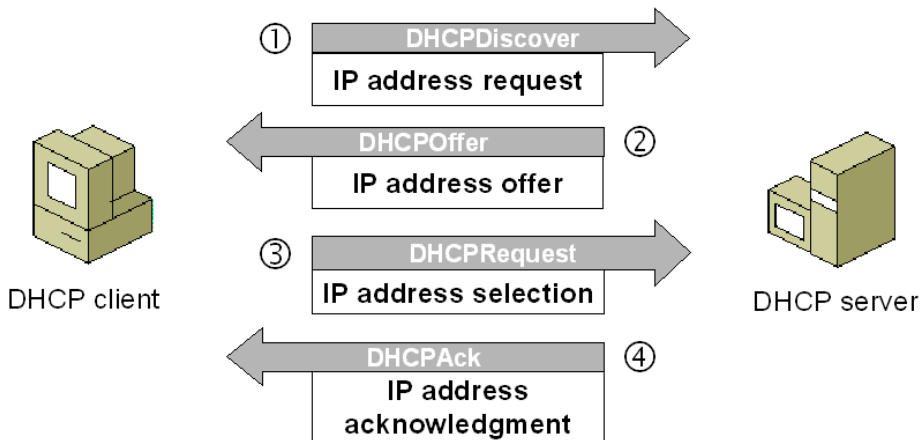 ① DHCPDiscover
IP address request
DHCPOffer ②
IP address offer
③ DHCPRequest
IP address selection
DHCP client
DHCP server
DHCPAck ④
IP address
acknowledgment